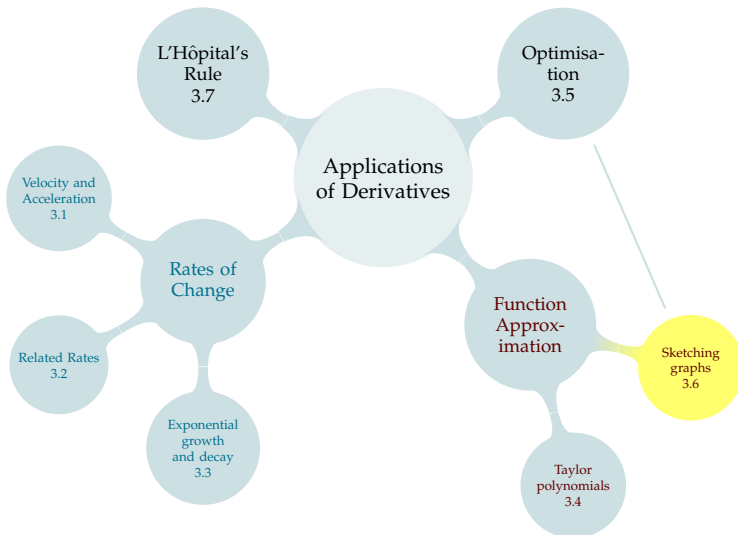 L'Hôpital's
Rule
3.7
Optimisa-
tion
3.5
Applications
of Derivatives
Velocity and
Acceleration
3.1
Rates of
Change
Function
Approx-
imation
Related Rates
3.2
Sketching
graphs
3.6
Exponential
growth
and decay
3.3
Taylor
polynomials
3.4